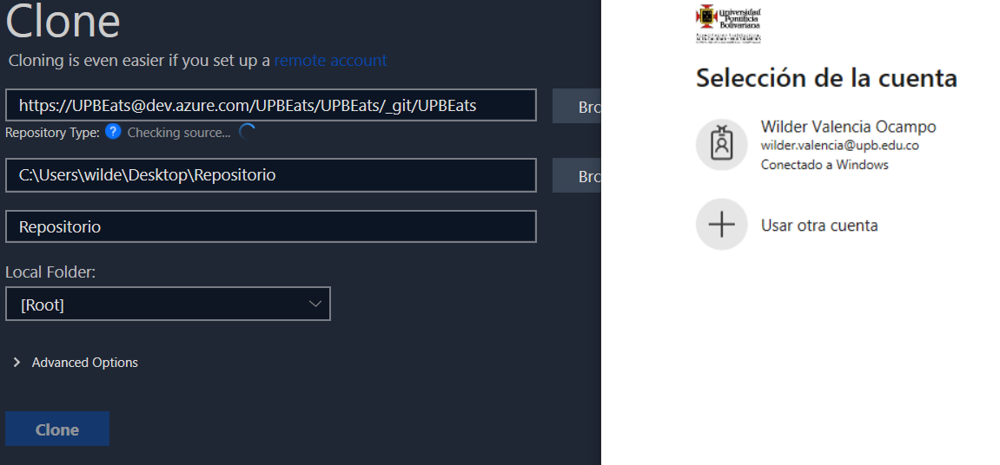 Clone
Cloning is even easier if you set up a remote account
https://UPBEats@dev.azure.com/UPBEats/UPBEats/_git/UPBEats
Bro
Repository Type: ? Checking source...
C:\Users\wilde\Desktop\Repositorio
Bro
Repositorio
Local Folder:
[Root]
Advanced Options
Clone
Universidad
Pontificia
Bolivariana
Selección de la cuenta
Wilder Valencia Ocampo
wilder.valencia@upb.edu.co
Conectado a Windows
Usar otra cuenta